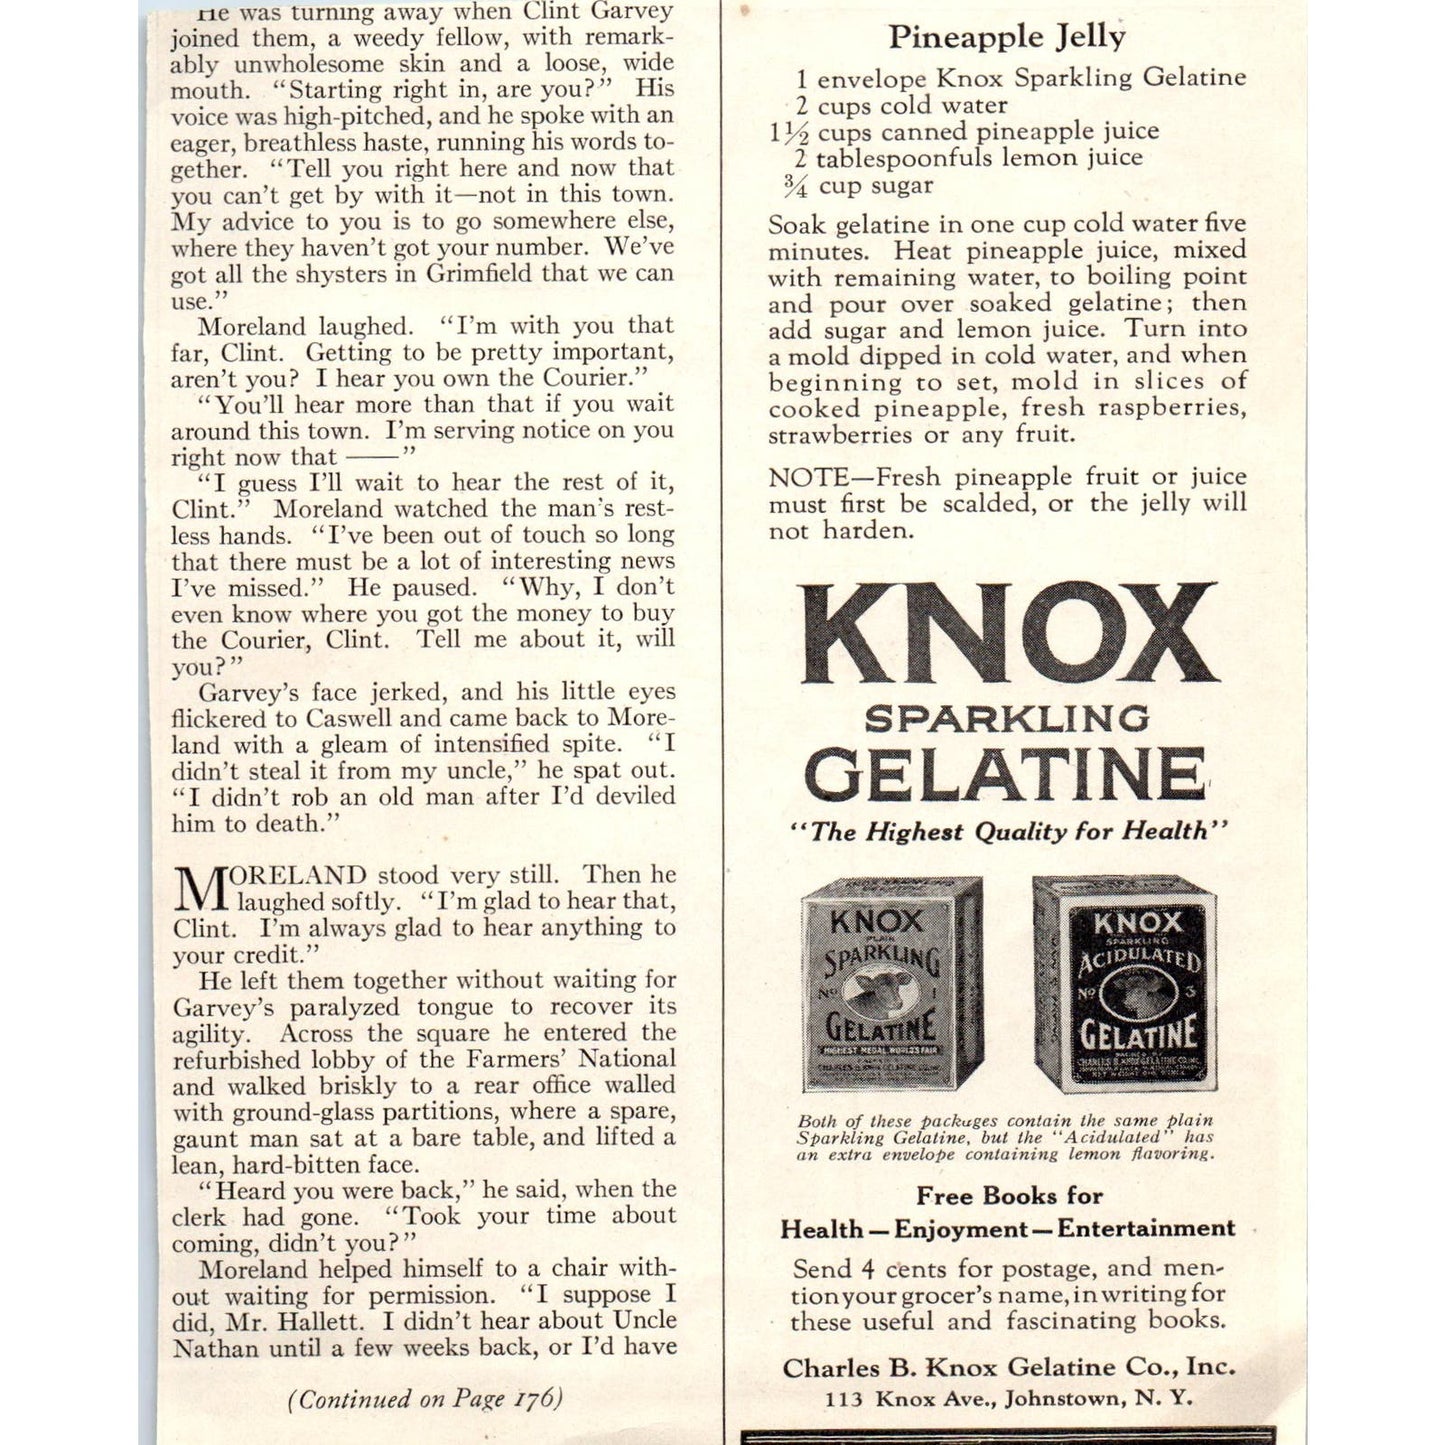 He was turning away when Clint Garvey
joined them, a weedy fellow, with remark-
ably unwholesome skin and a loose, wide
mouth. “Starting right in, are you?” His
voice was high-pitched, and he spoke with an
eager, breathless haste, running his words to-
gether. “Tell you right here and now that
you can’t get by with it—not in this town.
My advice to you is to go somewhere else,
where they haven’t got your number. We’ve
got all the shysters in Grimfield that we can
use.”
Moreland laughed. “I’m with you that
far, Clint. Getting to be pretty important,
aren’t you? I hear you own the Courier.”
“You’ll hear more than that if you wait
around this town. I’m serving notice on you
right now that ——”
“I guess I’ll wait to hear the rest of it,
Clint.” Moreland watched the man’s rest-
less hands. “I’ve been out of touch so long
that there must be a lot of interesting news
I’ve missed.” He paused. “Why, I don’t
even know where you got the money to buy
the Courier, Clint. Tell me about it, will
you?”
Garvey’s face jerked, and his little eyes
flickered to Caswell and came back to More-
land with a gleam of intensified spite. “I
didn’t steal it from my uncle,” he spat out.
“I didn’t rob an old man after I’d deviled
him to death.”
MORELAND stood very still. Then he
laughed softly. “I’m glad to hear that,
Clint. I’m always glad to hear anything to
your credit.”
He left them together without waiting for
Garvey’s paralyzed tongue to recover its
agility. Across the square he entered the
refurbished lobby of the Farmers’ National
and walked briskly to a rear office walled
with ground-glass partitions, where a spare,
gaunt man sat at a bare table, and lifted a
lean, hard-bitten face.
“Heard you were back,” he said, when the
clerk had gone. “Took your time about
coming, didn’t you?”
Moreland helped himself to a chair with-
out waiting for permission. “I suppose I
did, Mr. Hallett. I didn’t hear about Uncle
Nathan until a few weeks back, or I’d have
(Continued on Page 176)
Pineapple Jelly
1 envelope Knox Sparkling Gelatine
2 cups cold water
1½ cups canned pineapple juice
2 tablespoonfuls lemon juice
¾ cup sugar
Soak gelatine in one cup cold water five
minutes. Heat pineapple juice, mixed
with remaining water, to boiling point
and pour over soaked gelatine; then
add sugar and lemon juice. Turn into
a mold dipped in cold water, and when
beginning to set, mold in slices of
cooked pineapple, fresh raspberries,
strawberries or any fruit.
NOTE—Fresh pineapple fruit or juice
must first be scalded, or the jelly will
not harden.
KNOX
SPARKLING
GELATINE
“The Highest Quality for Health”
KNOX
PLAIN
SPARKLING
No 1
GELATINE
HIGHEST MEDAL WORLD'S FAIR
KNOX
SPARKLING
ACIDULATED
No 3
GELATINE
CHARLES B. KNOX GELATINE CO. INC.
Both of these packages contain the same plain
Sparkling Gelatine, but the “Acidulated” has
an extra envelope containing lemon flavoring.
Free Books for
Health—Enjoyment—Entertainment
Send 4 cents for postage, and men-
tion your grocer’s name, in writing for
these useful and fascinating books.
Charles B. Knox Gelatine Co., Inc.
113 Knox Ave., Johnstown, N. Y.